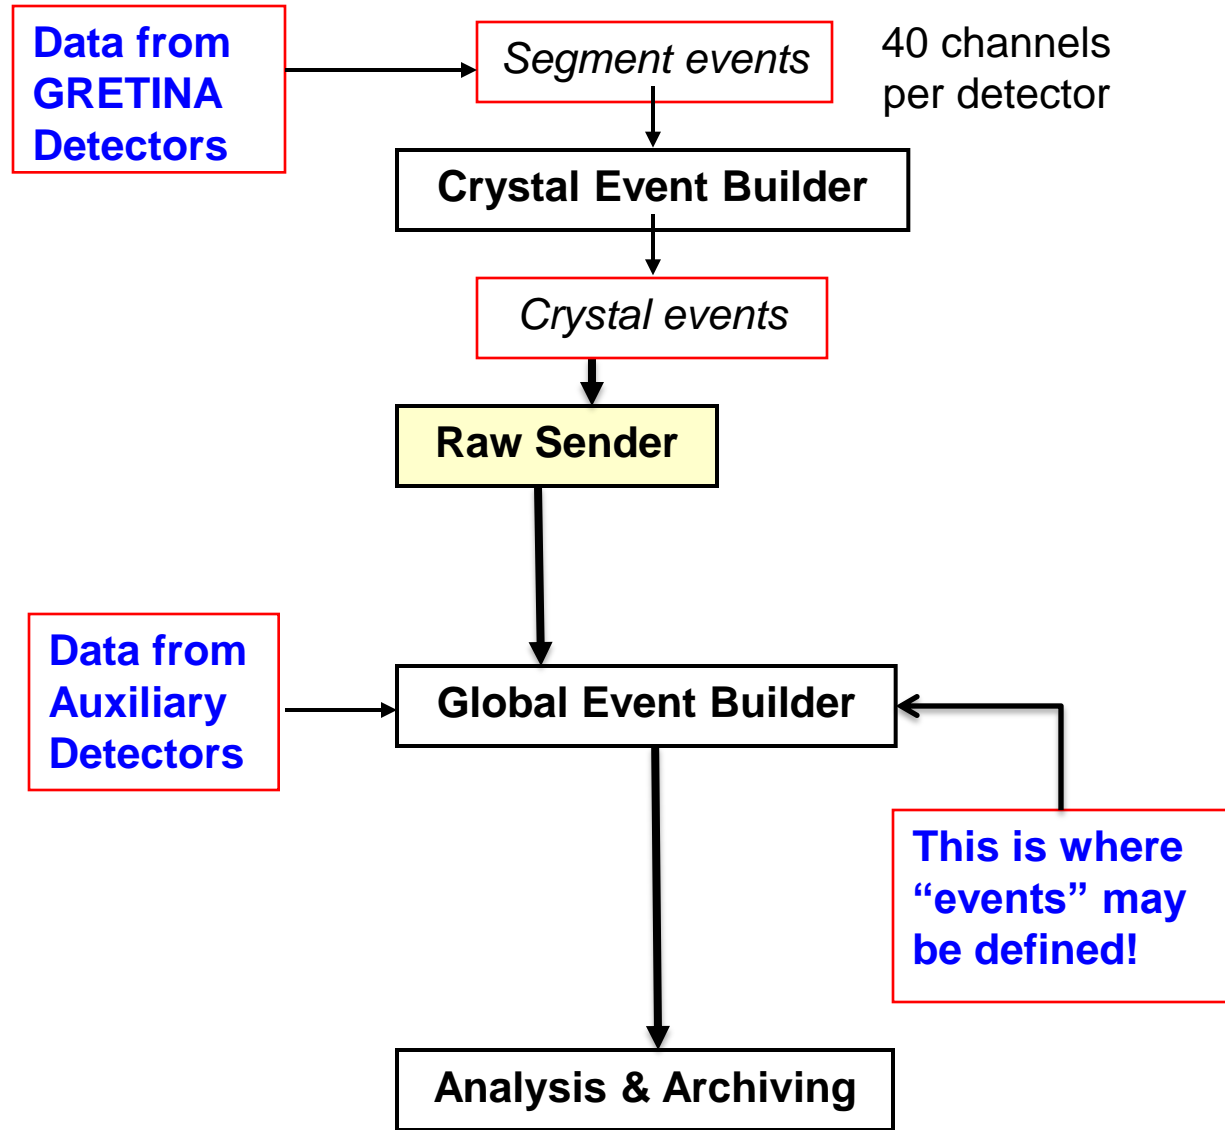 Data from
GRETINA
Detectors
Segment events
40 channels
per detector
Crystal Event Builder
Crystal events
Raw Sender
Data from
Auxiliary
Detectors
Global Event Builder
This is where
“events” may
be defined!
Analysis & Archiving